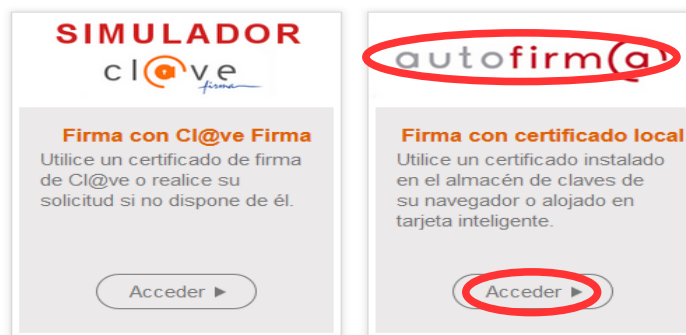 SIMULADOR
cl@ve
firma
Firma con Cl@ve Firma
Utilice un certificado de firma
de Cl@ve o realice su
solicitud si no dispone de él.
Acceder ►
autofirm@
Firma con certificado local
Utilice un certificado instalado
en el almacén de claves de
su navegador o alojado en
tarjeta inteligente.
Acceder ►